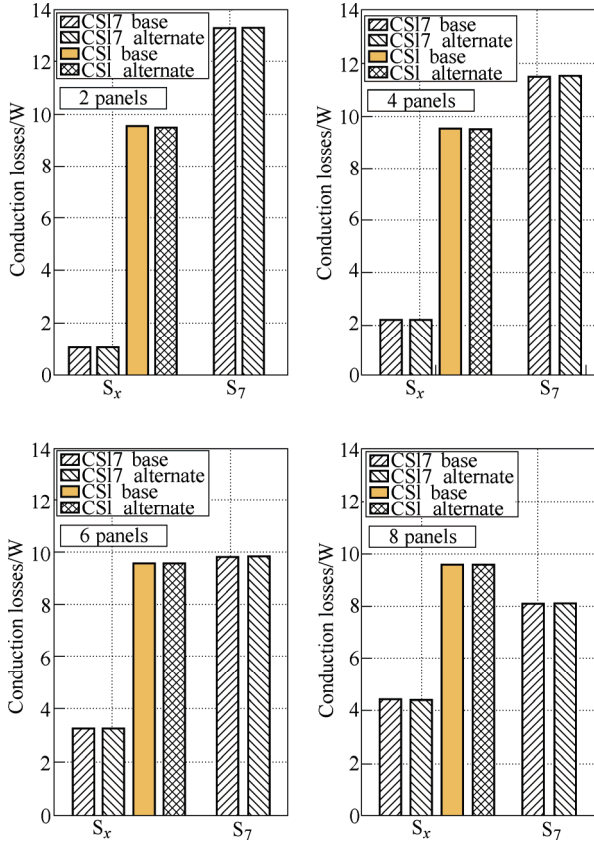 14
12
10
8
6
4
2
0
Conduction losses/W
CSI7 base
CSI7 alternate
CSI base
CSI alternate
2 panels
Sx
S7
14
12
10
8
6
4
2
0
Conduction losses/W
CSI7 base
CSI7 alternate
CSI base
CSI alternate
4 panels
Sx
S7
14
12
10
8
6
4
2
0
Conduction losses/W
CSI7 base
CSI7 alternate
CSI base
CSI alternate
6 panels
Sx
S7
14
12
10
8
6
4
2
0
Conduction losses/W
CSI7 base
CSI7 alternate
CSI base
CSI alternate
8 panels
Sx
S7